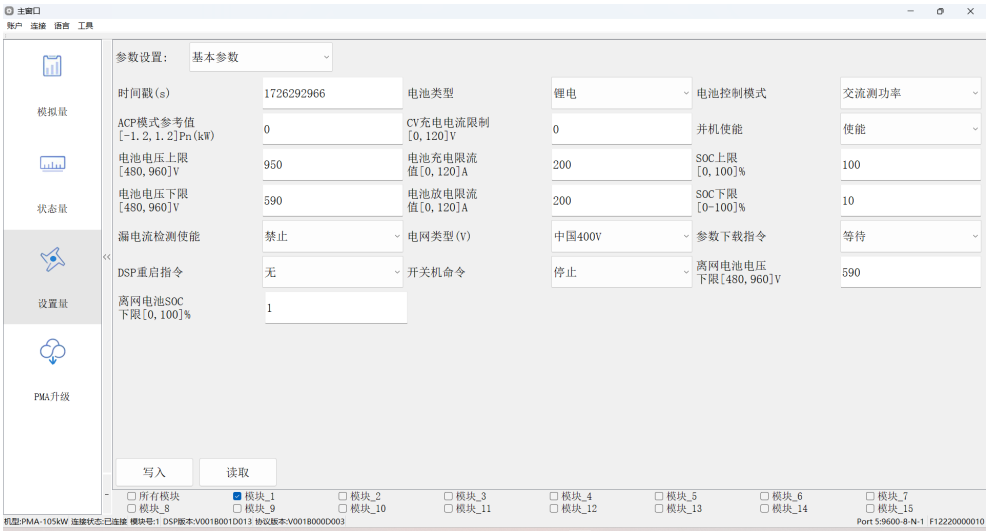 主窗口
账户 连接 语言 工具
参数设置: 基本参数
时间戳(s) 1726292966 电池类型 锂电 电池控制模式 交流测功率
ACP模式参考值
[-1.2,1.2]Pn(kW) 0 CV充电电流限制
[0,120]V 0 并机使能 使能
电池电压上限
[480,960]V 950 电池充电限流
值[0,120]A 200 SOC上限
[0,100]% 100
电池电压下限
[480,960]V 590 电池放电限流
值[0,120]A 200 SOC下限
[0-100]% 10
漏电流检测使能 禁止 电网类型(V) 中国400V 参数下载指令 等待
DSP重启指令 无 开关机命令 停止 离网电池电压
下限[480,960]V 590
离网电池SOC
下限[0,100]% 1
模拟量
状态量
设置量
PMA升级
写入 读取
所有模块 模块_1 模块_2 模块_3 模块_4 模块_5 模块_6 模块_7
模块_8 模块_9 模块_10 模块_11 模块_12 模块_13 模块_14 模块_15
机型:PMA-105kW 连接状态:已连接 模块号:1 DSP版本:V001B001D013 协议版本:V001B000D003 Port 5:9600-8-N-1 F12220000010